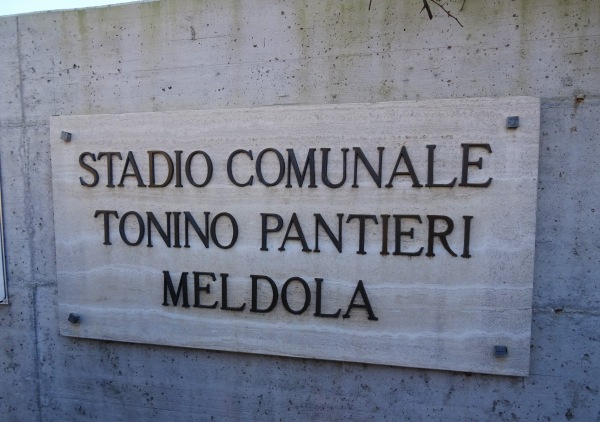 STADIO COMUNALE
TONINO PANTIERI
MELDOLA